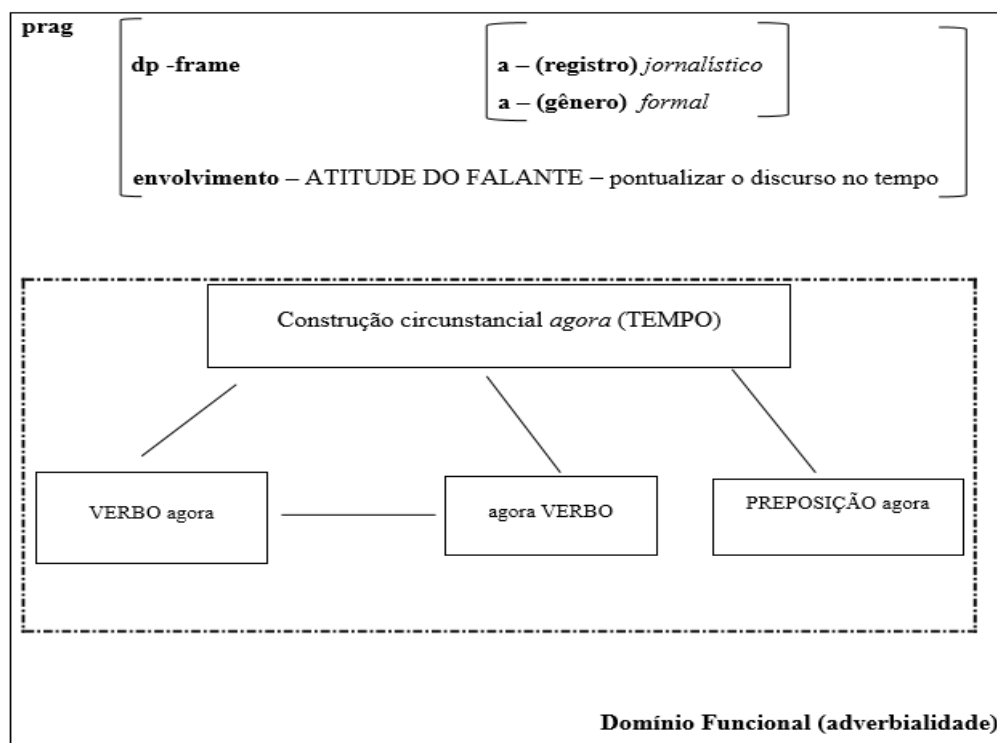 prag
dp -frame
a – (registro) jornalístico
a – (gênero) formal
envolvimento – ATITUDE DO FALANTE – pontualizar o discurso no tempo
Construção circunstancial agora (TEMPO)
VERBO agora
agora VERBO
PREPOSIÇÃO agora
Domínio Funcional (adverbialidade)